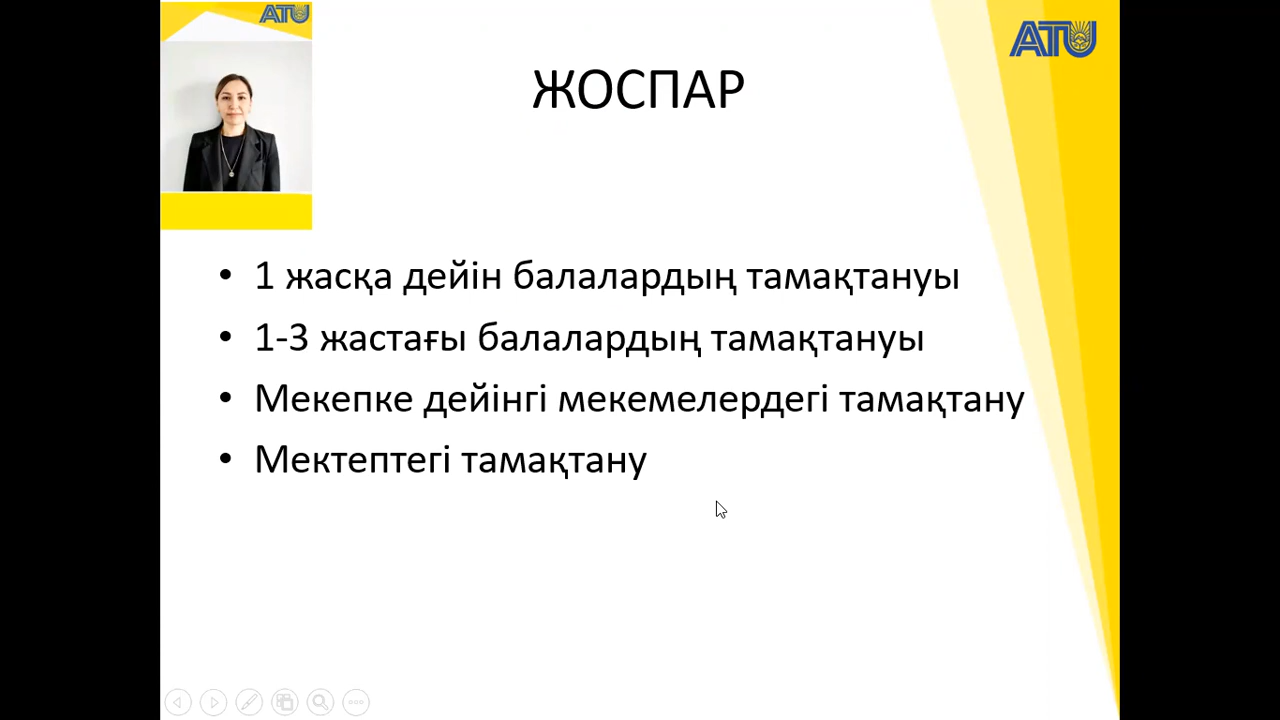 ATU
ATU
ЖОСПАР
• 1 жасқа дейін балалардың тамақтануы
• 1-3 жастағы балалардың тамақтануы
• Мекепке дейінгі мекемелердегі тамақтану
• Мектептегі тамақтану